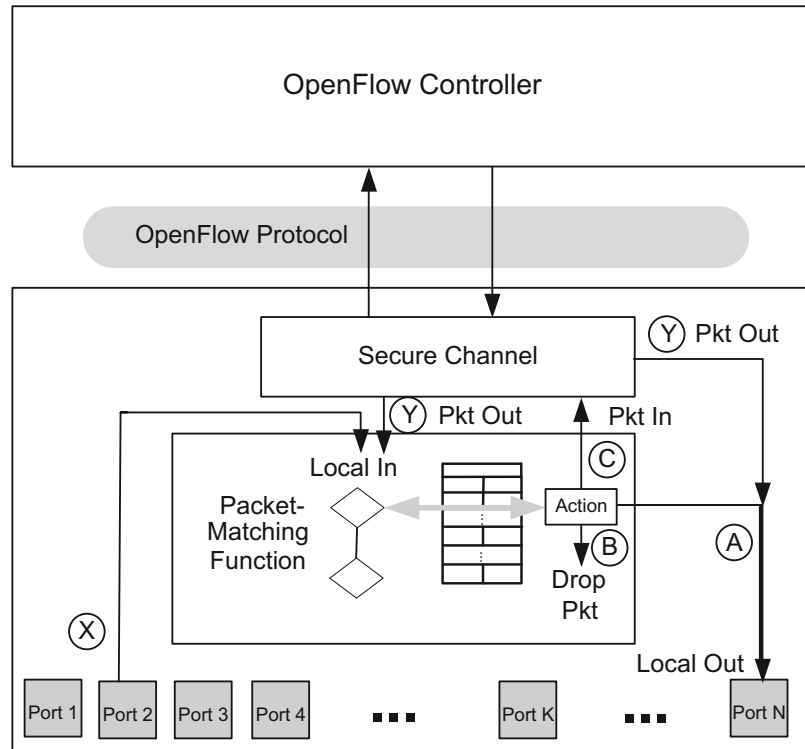 OpenFlow Controller
OpenFlow Protocol
Secure Channel
Y Pkt Out
Y Pkt Out
Pkt In
Local In
C
Packet-
Matching
Function
Action
A
B
Drop
Pkt
X
Local Out
Port 1
Port 2
Port 3
Port 4
Port K
Port N